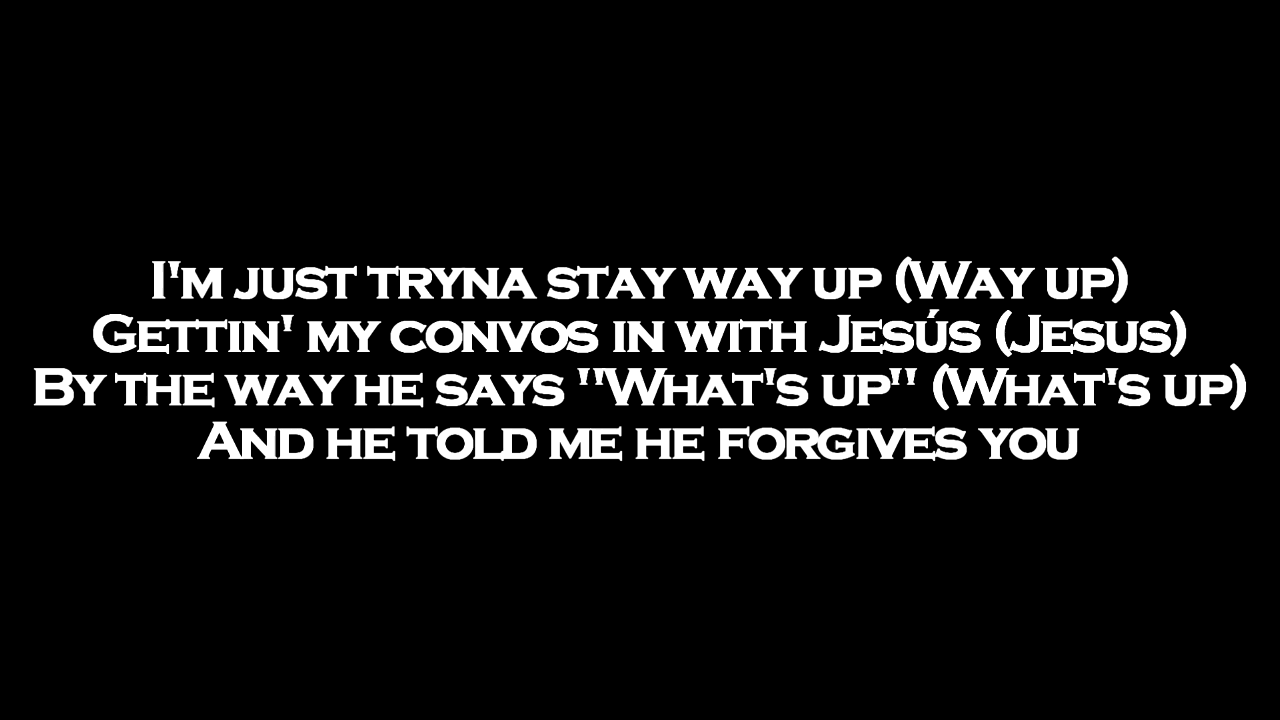 I'm just tryna stay way up (Way up)
Gettin' my convos in with Jesús (Jesus)
By the way he says "What's up" (What's up)
And he told me he forgives you